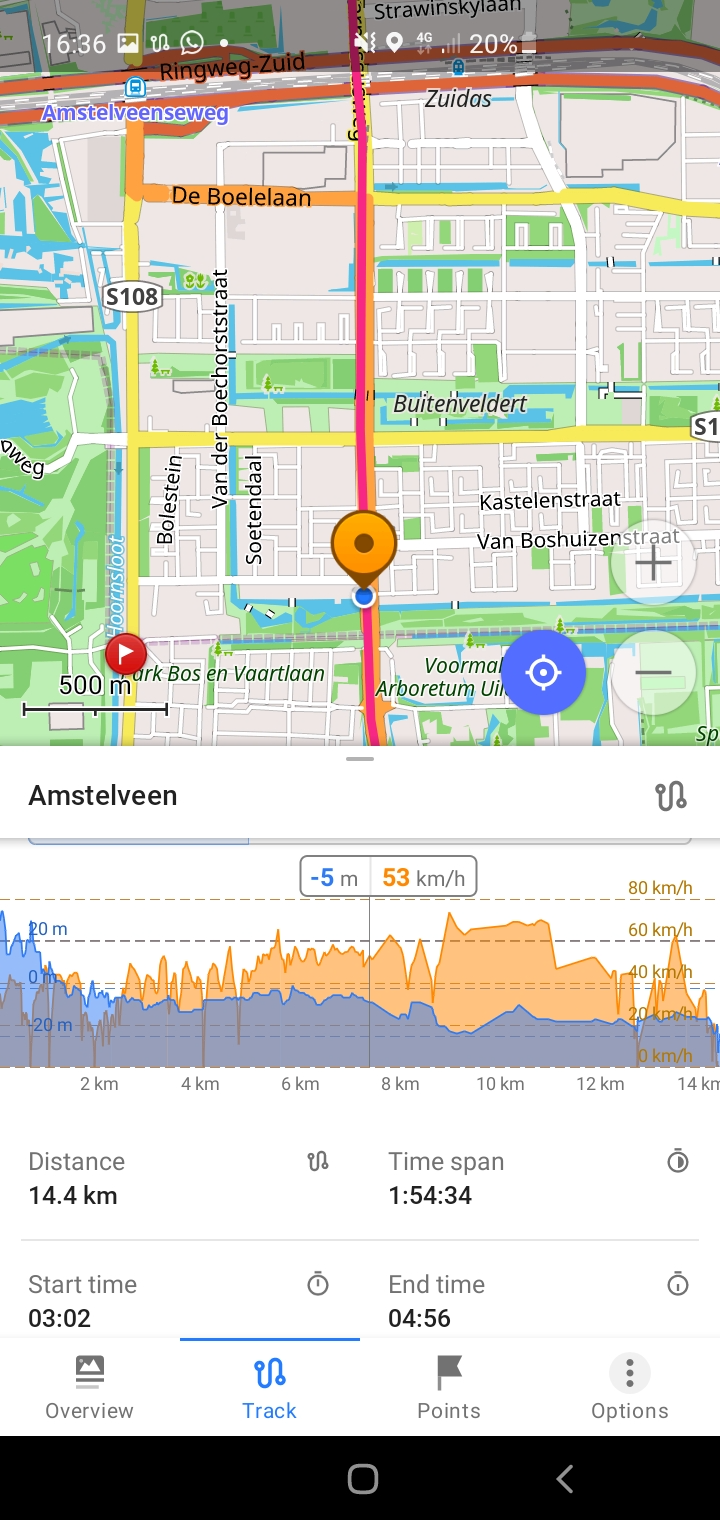 Strawinskylaan
16:36
4G
20%
Ringweg-Zuid
Zuidas
Amstelveenseweg
De Boelelaan
S108
Van der Boechorststraat
Buitenveldert
S1
weg
Bolestein
Soetendaal
Kastelenstraat
Van Boshuizenstraat
Hoornsloot
500 m
ark Bos en Vaartlaan
Voormal
Arboretum Uil
Sp
Amstelveen
-5 m 53 km/h
80 km/h
20 m 60 km/h
0 m 40 km/h
-20 m 20 km/h
0 km/h
2 km 4 km 6 km 8 km 10 km 12 km 14 km
Distance
14.4 km
Time span
1:54:34
Start time
03:02
End time
04:56
Overview Track Points Options